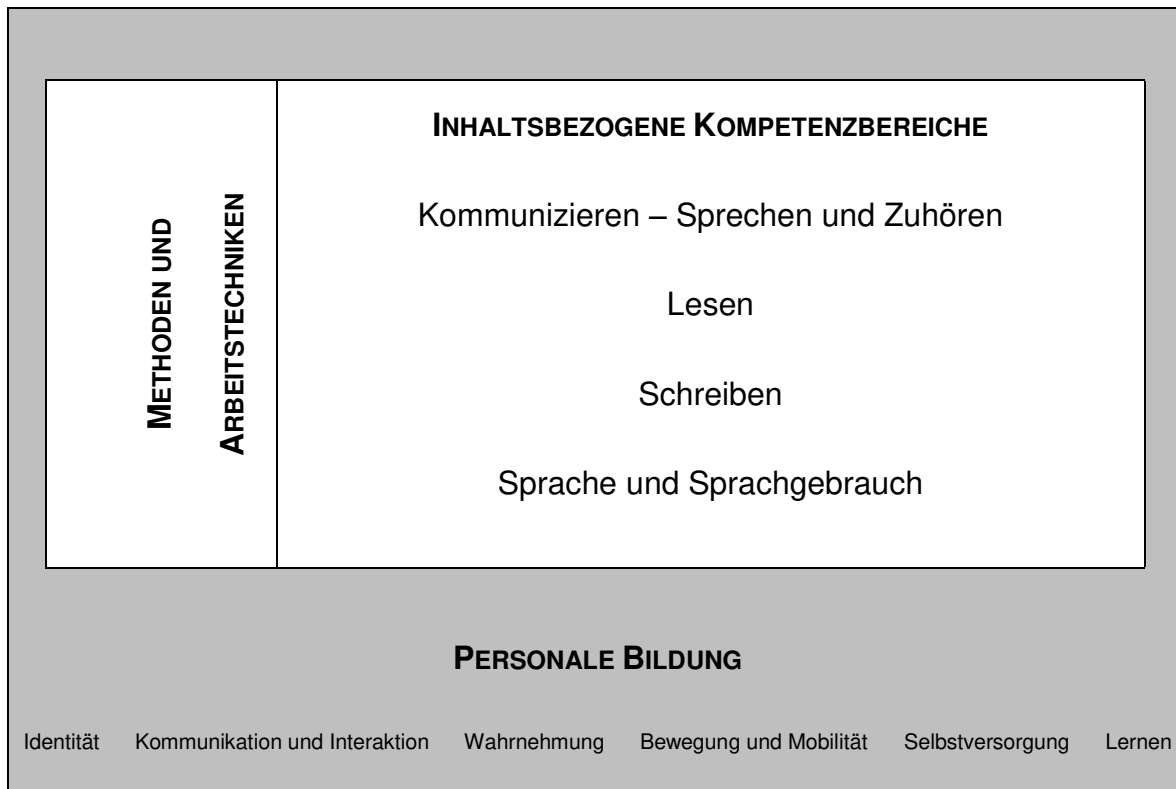 METHODEN UND
ARBEITSTECHNIKEN
INHALTSBEZOGENE KOMPETENZBEREICHE
Kommunizieren – Sprechen und Zuhören
Lesen
Schreiben
Sprache und Sprachgebrauch
PERSONALE BILDUNG
Identität Kommunikation und Interaktion Wahrnehmung Bewegung und Mobilität Selbstversorgung Lernen